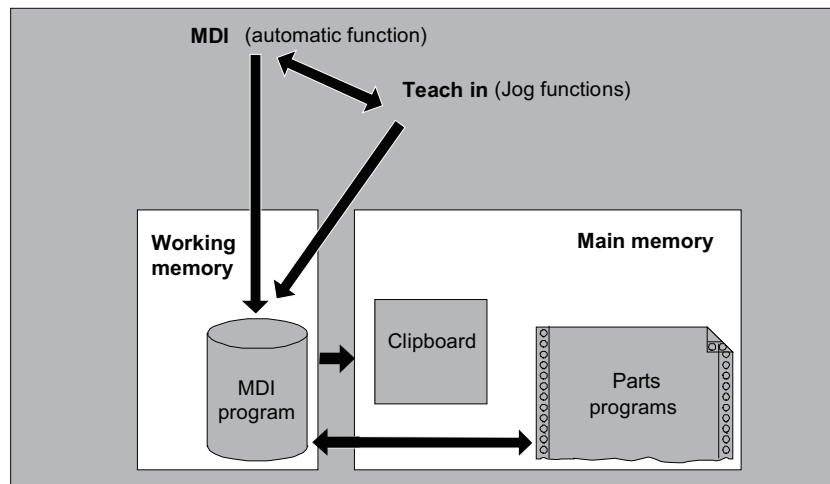 MDI (automatic function)
Teach in (Jog functions)
Working
memory
Main memory
Clipboard
MDI
program
Parts
programs